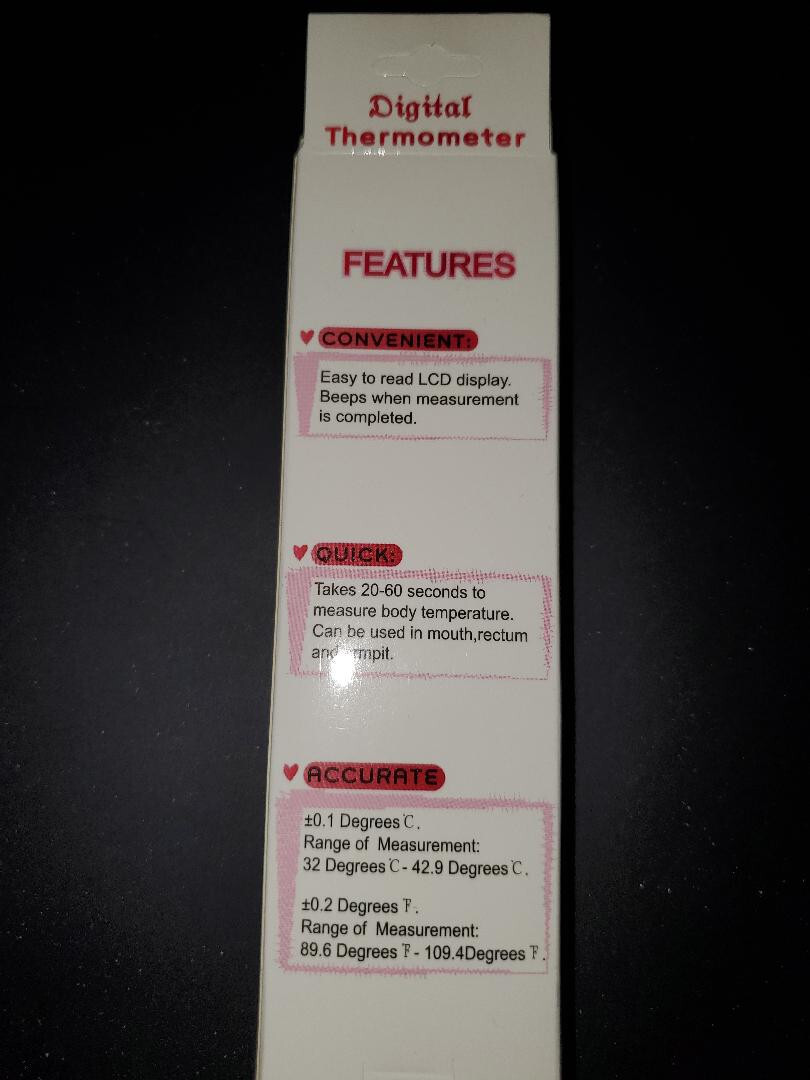 Digital
Thermometer
FEATURES
CONVENIENT:
Easy to read LCD display.
Beeps when measurement
is completed.
QUICK:
Takes 20-60 seconds to
measure body temperature.
Can be used in mouth,rectum
and armpit.
ACCURATE
±0.1 Degrees℃.
Range of Measurement:
32 Degrees℃- 42.9 Degrees℃.
±0.2 Degrees ℉.
Range of Measurement:
89.6 Degrees ℉- 109.4Degrees ℉.